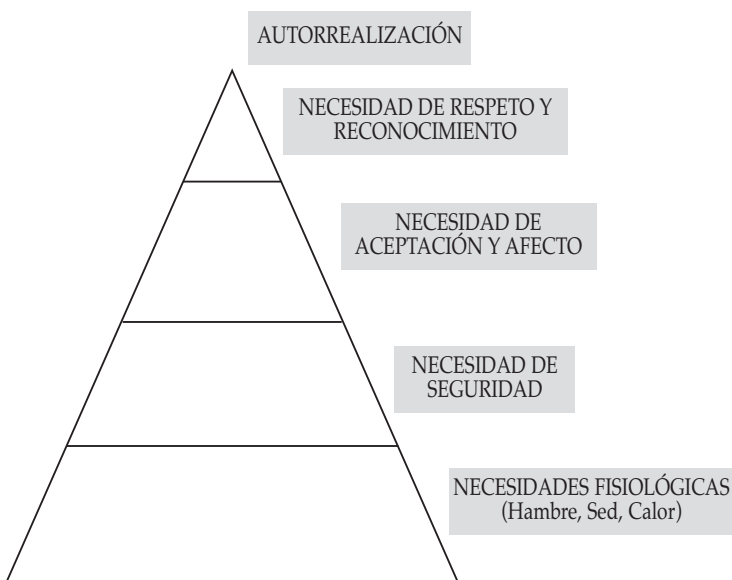 AUTORREALIZACIÓN
NECESIDAD DE RESPETO Y
RECONOCIMIENTO
NECESIDAD DE
ACEPTACIÓN Y AFECTO
NECESIDAD DE
SEGURIDAD
NECESIDADES FISIOLÓGICAS
(Hambre, Sed, Calor)